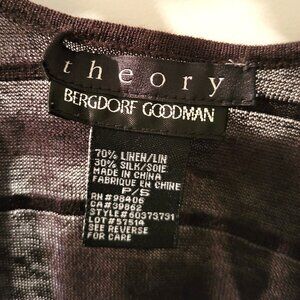 theory
BERGDORF GOODMAN
70% LINEN/LIN
30% SILK/SOIE
MADE IN CHINA
FABRIQUE EN CHINE
P/S
RN#98406
CA#39862
STYLE#60373731
LOT#57514
SEE REVERSE
FOR CARE